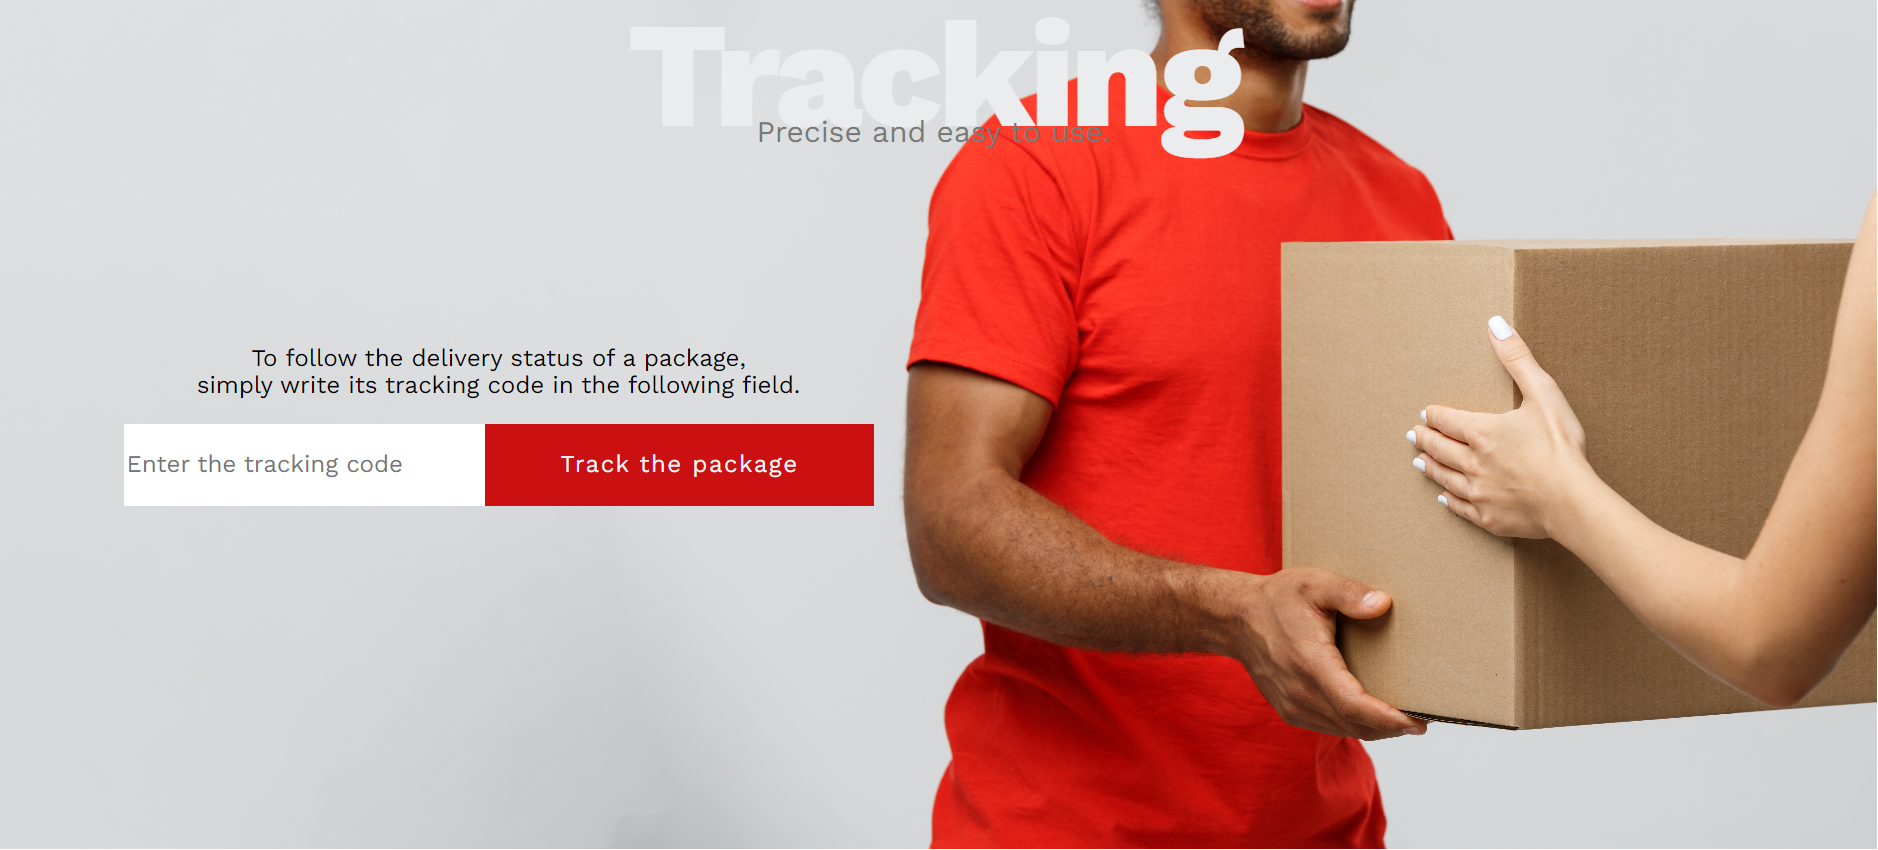 Tracking
Precise and easy to use.
To follow the delivery status of a package,
simply write its tracking code in the following field.
Enter the tracking code
Track the package